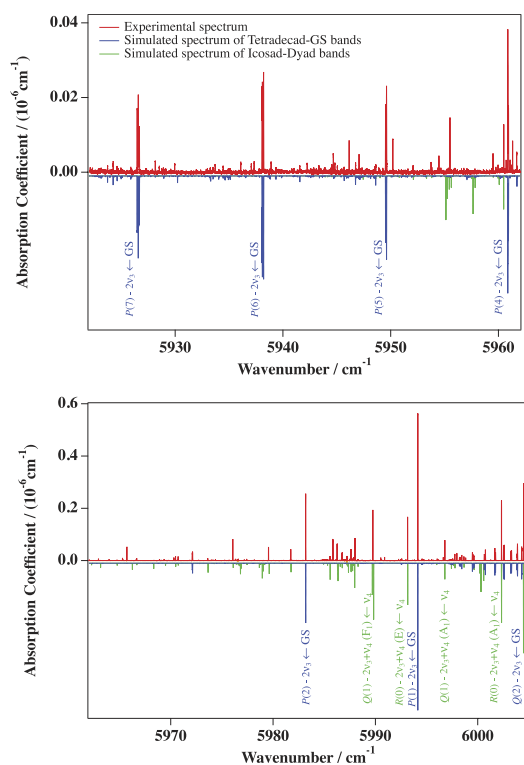 0.04
Experimental spectrum
Simulated spectrum of Tetradecad-GS bands
Simulated spectrum of Icosad-Dyad bands
0.02
0.00
Absorption Coefficient / (10⁻⁶cm⁻¹)
P(7) - 2ν₃ ← GS
P(6) - 2ν₃ ← GS
P(5) - 2ν₃ ← GS
P(4) - 2ν₃ ← GS
5930 5940 5950 5960
Wavenumber / cm⁻¹
0.6
0.4
0.2
0.0
Absorption Coefficient / (10⁻⁶cm⁻¹)
P(2) - 2ν₃ ← GS
Q(1) - 2ν₃+ν₄ (F₁) ← ν₄
R(0) - 2ν₃+ν₄ (E) ← ν₄
P(1) - 2ν₃ ← GS
Q(1) - 2ν₃+ν₄ (A₁) ← ν₄
R(0) - 2ν₃+ν₄ (A₁) ← ν₄
Q(2) - 2ν₃ ← GS
5970 5980 5990 6000
Wavenumber / cm⁻¹